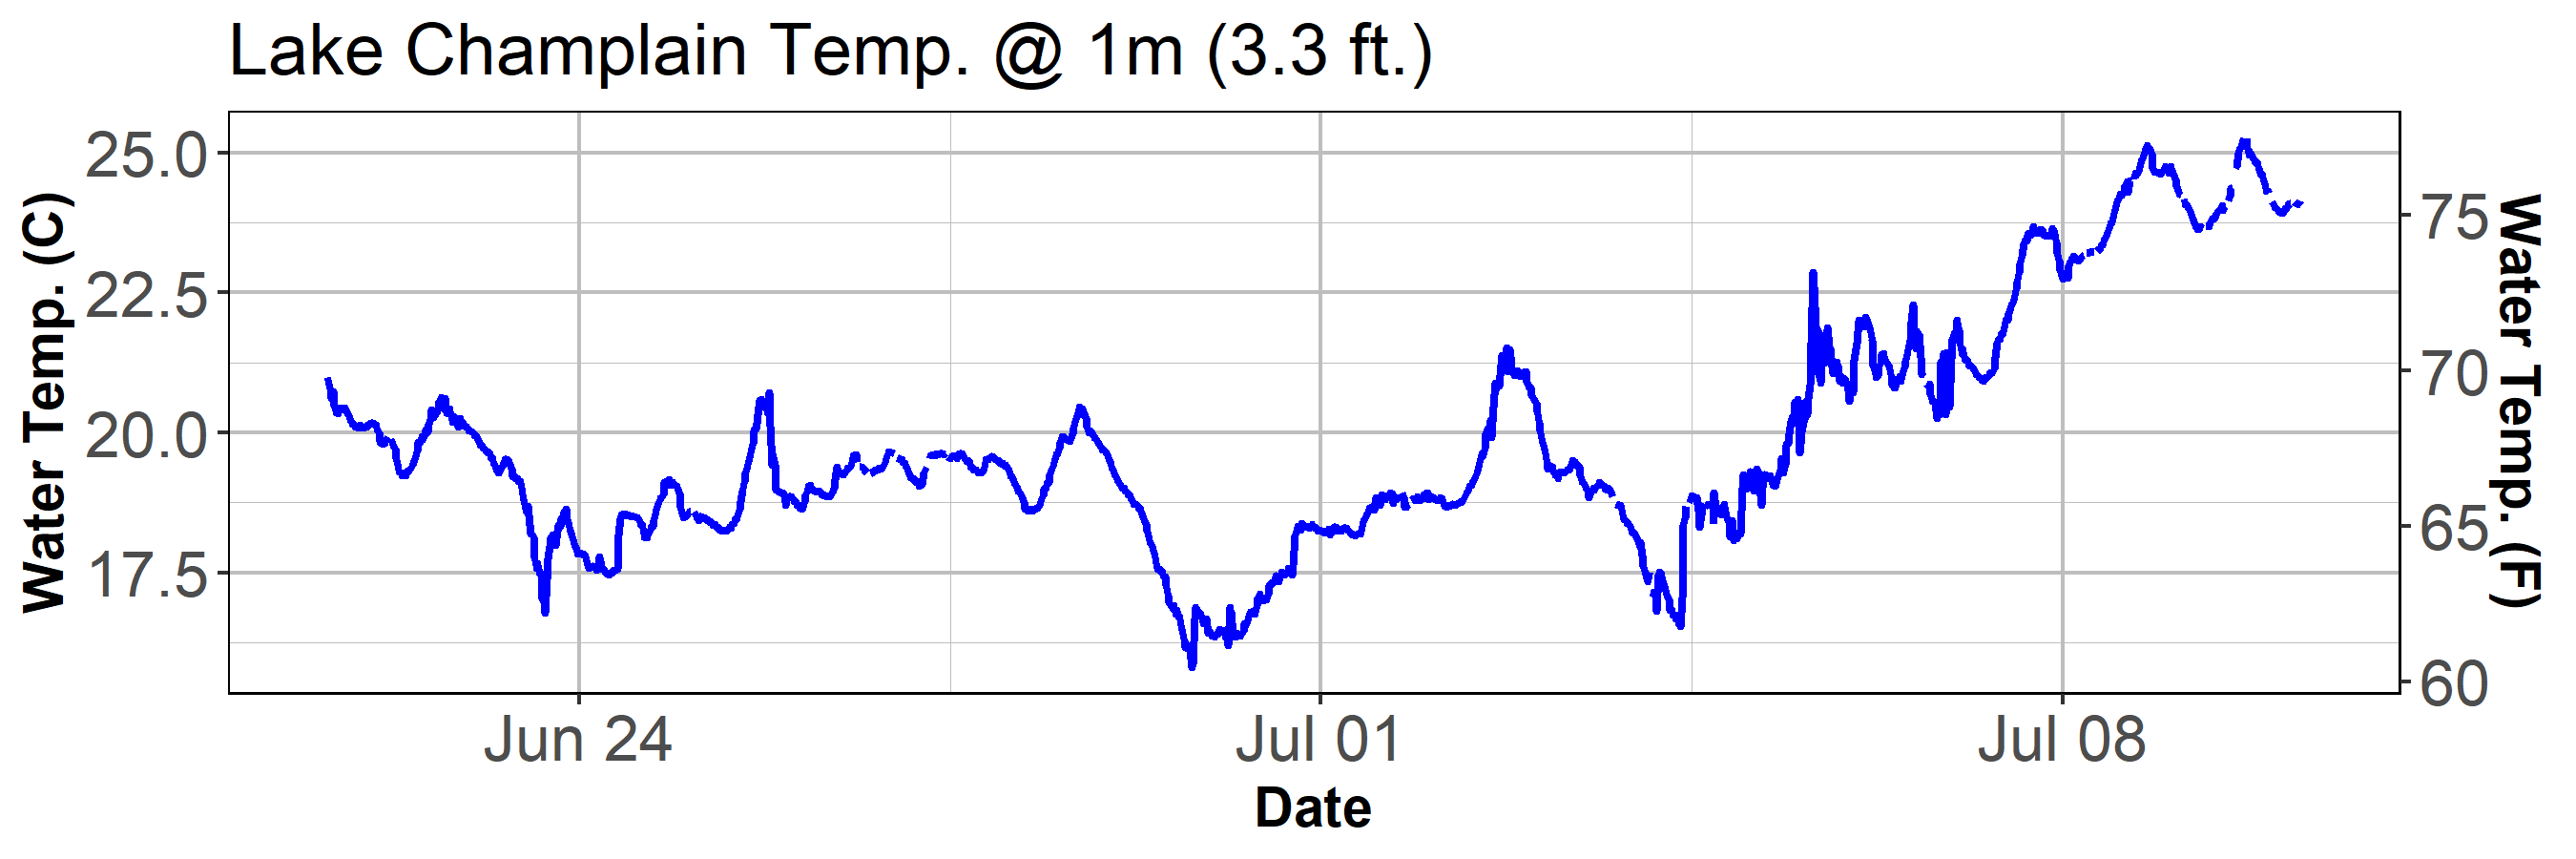 Lake Champlain Temp. @ 1m (3.3 ft.)
Water Temp. (C)
25.0
22.5
20.0
17.5
75
70
65
60
Water Temp. (F)
Jun 24
Jul 01
Jul 08
Date